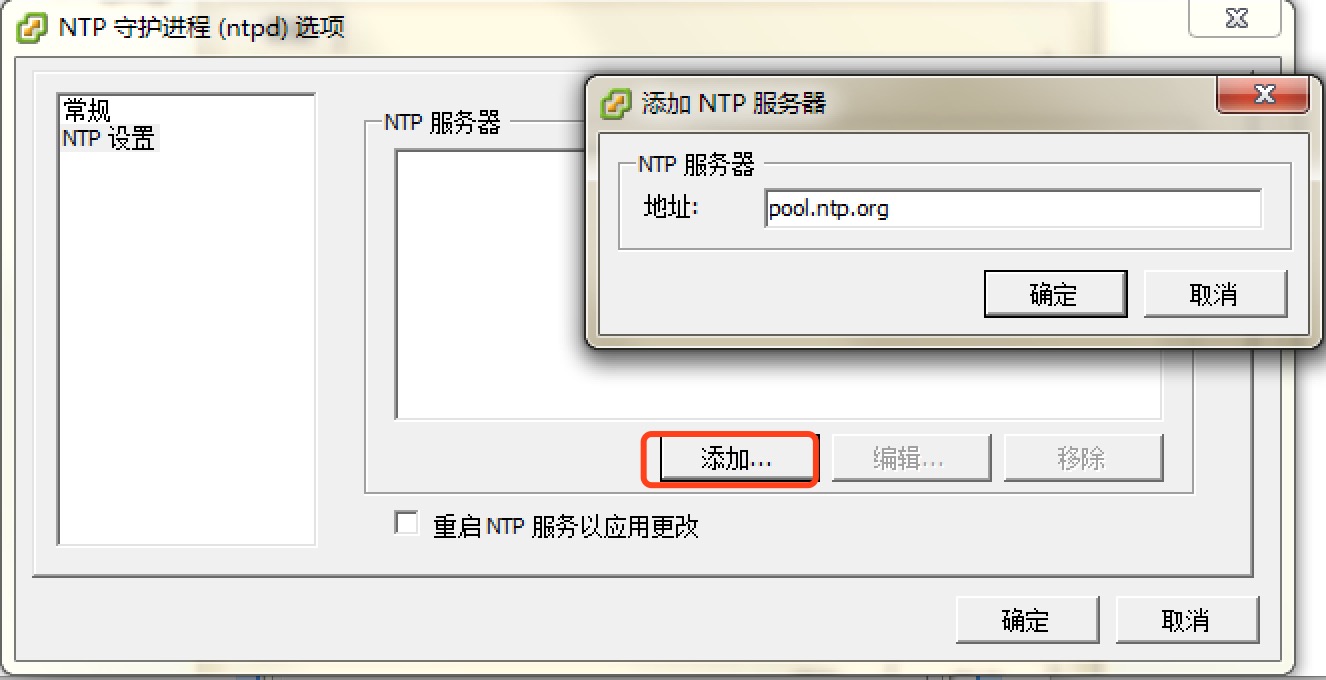 NTP 守护进程 (ntpd) 选项
常规
NTP 设置
NTP 服务器
添加 NTP 服务器
NTP 服务器
地址:
pool.ntp.org
确定
取消
添加...
编辑...
移除
重启 NTP 服务以应用更改
确定
取消